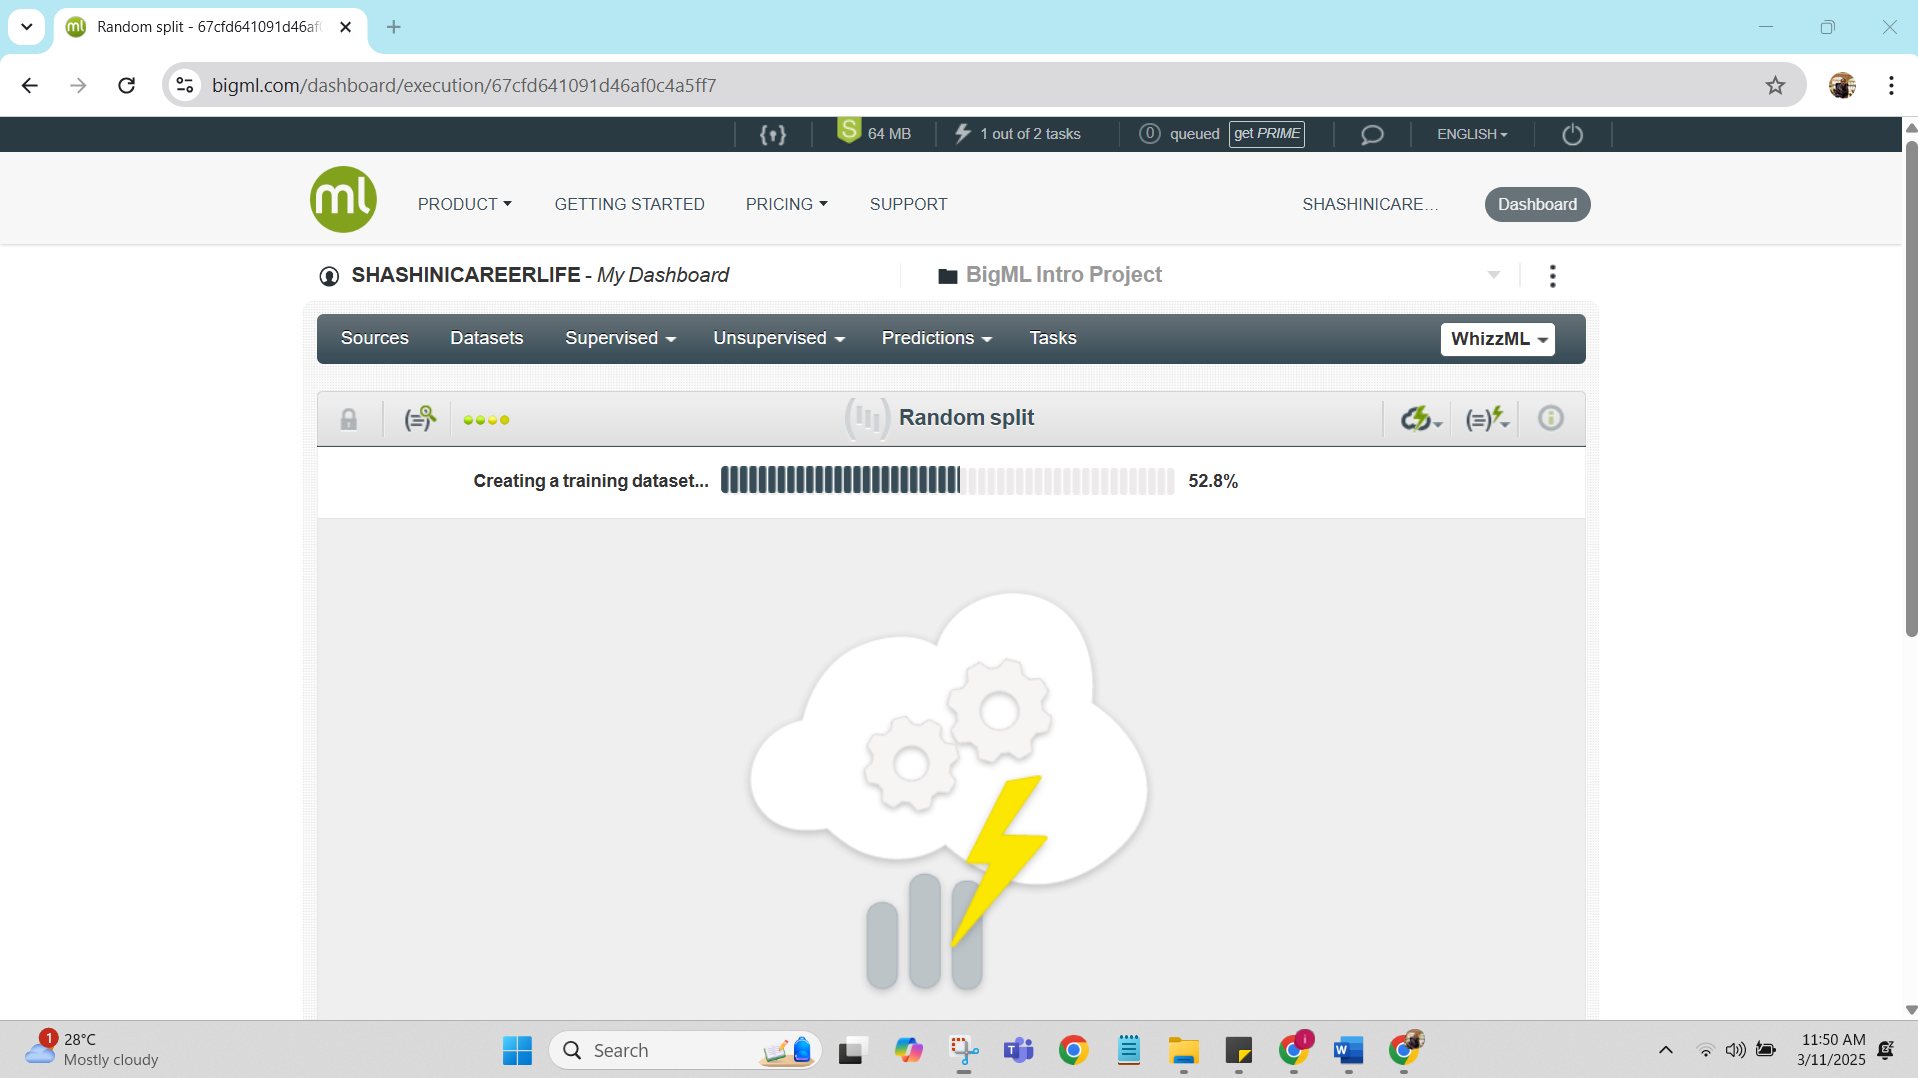 Random split - 67cfd641091d46af
bigml.com/dashboard/execution/67cfd641091d46af0c4a5ff7
S 64 MB 1 out of 2 tasks 0 queued get PRIME ENGLISH
ml PRODUCT GETTING STARTED PRICING SUPPORT SHASHINICARE... Dashboard
SHASHINICAREERLIFE - My Dashboard BigML Intro Project
Sources Datasets Supervised Unsupervised Predictions Tasks WhizzML
Random split
Creating a training dataset... 52.8%
1 28°C
Mostly cloudy
Search
11:50 AM
3/11/2025